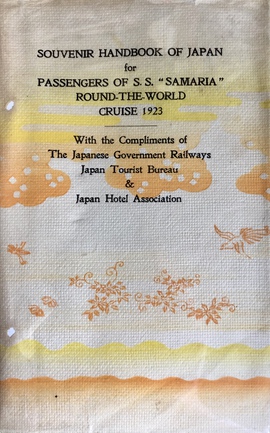 SOUVENIR HANDBOOK OF JAPAN
for
PASSENGERS OF S. S. "SAMARIA"
ROUND-THE-WORLD
CRUISE 1923
With the Compliments of
The Japanese Government Railways
Japan Tourist Bureau
&
Japan Hotel Association